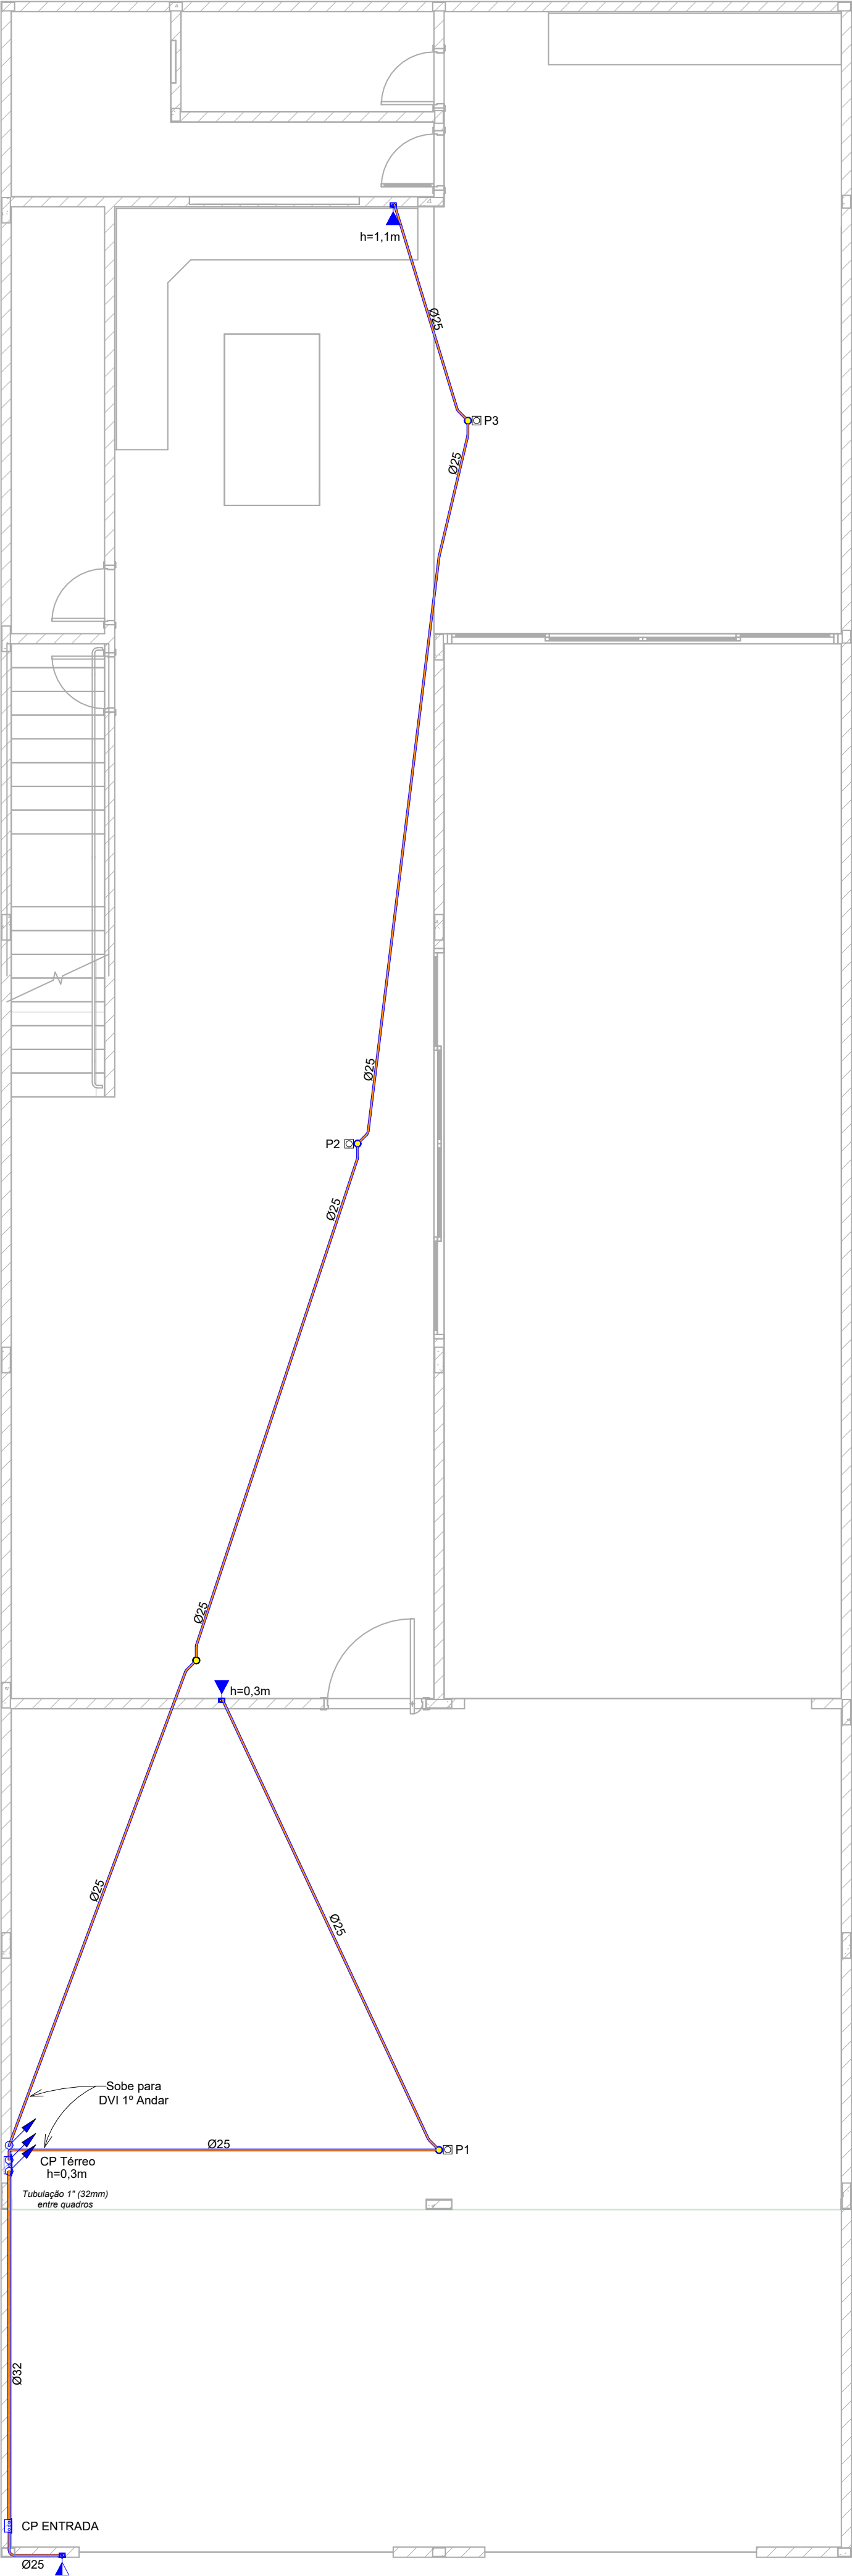 h=1,1m
Ø25
P3
Ø25
Ø25
P2
Ø25
Ø25
h=0,3m
Ø25
Ø25
Sobe para
DVI 1º Andar
Ø25
P1
CP Térreo
h=0,3m
Tubulação 1" (32mm)
entre quadros
Ø32
CP ENTRADA
Ø25